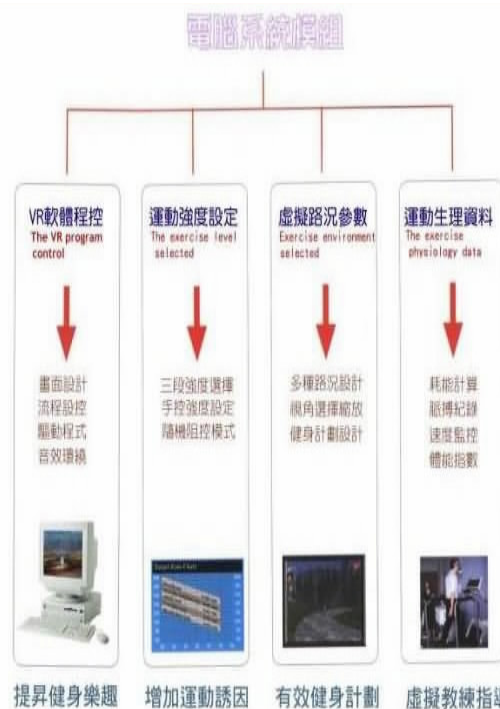 電腦系統模組
VR軟體程控
The VR program
control
畫面設計
流程設控
驅動程式
音效環繞
提昇健身樂趣
運動強度設定
The exercise level
selected
三段強度選擇
手控強度設定
隨機阻控模式
增加運動誘因
虛擬路況參數
Exercise environment
selected
多種路況設計
視角選擇縮放
健身計劃設計
有效健身計劃
運動生理資料
The exercise
physiology data
耗能計算
脈搏紀錄
速度監控
體能指數
虛擬教練指導